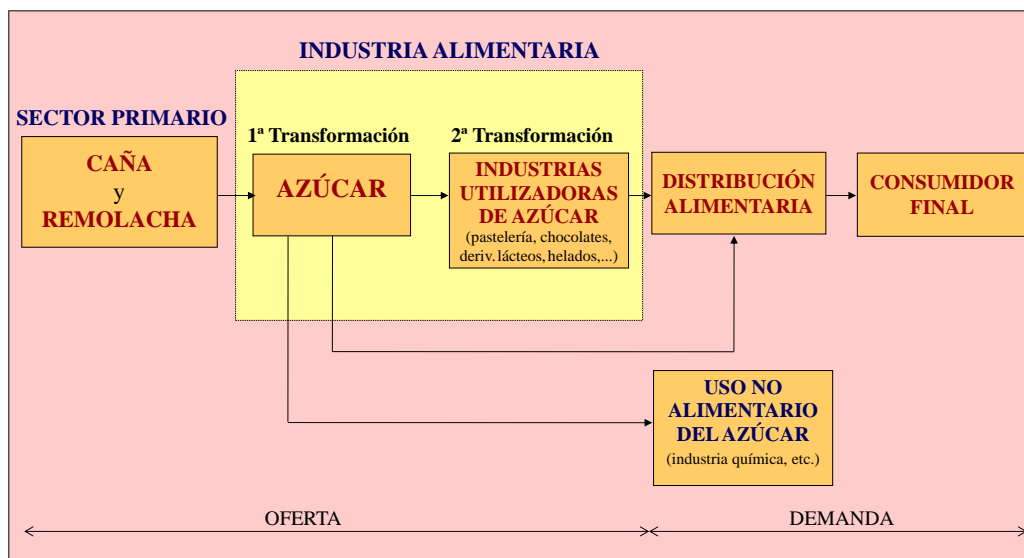 INDUSTRIA ALIMENTARIA
SECTOR PRIMARIO
1ª Transformación
2ª Transformación
CAÑA
y
REMOLACHA
AZÚCAR
INDUSTRIAS
UTILIZADORAS
DE AZÚCAR
(pastelería, chocolates,
deriv. lácteos, helados,...)
DISTRIBUCIÓN
ALIMENTARIA
CONSUMIDOR
FINAL
USO NO
ALIMENTARIO
DEL AZÚCAR
(industria química, etc.)
OFERTA
DEMANDA